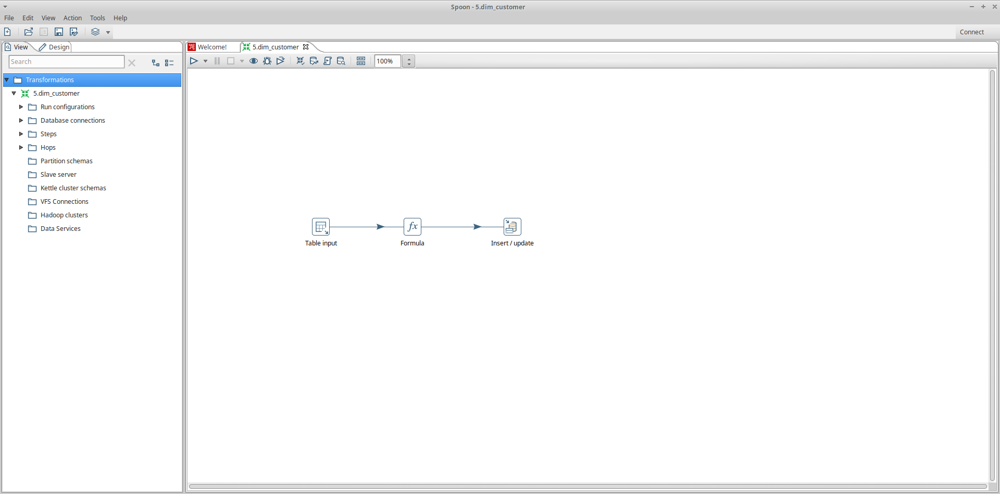 Spoon - 5.dim_customer
File Edit View Action Tools Help
Connect
View Design
Welcome! 5.dim_customer
Search
100%
Transformations
5.dim_customer
Run configurations
Database connections
Steps
Hops
Partition schemas
Slave server
Kettle cluster schemas
VFS Connections
Hadoop clusters
Data Services
fx
Table input Formula Insert / update